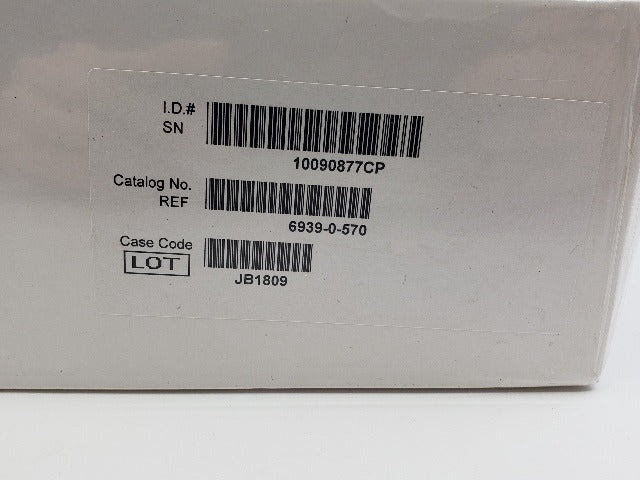 I.D.#
SN
10090877CP
Catalog No.
REF
6939-0-570
Case Code
LOT
JB1809